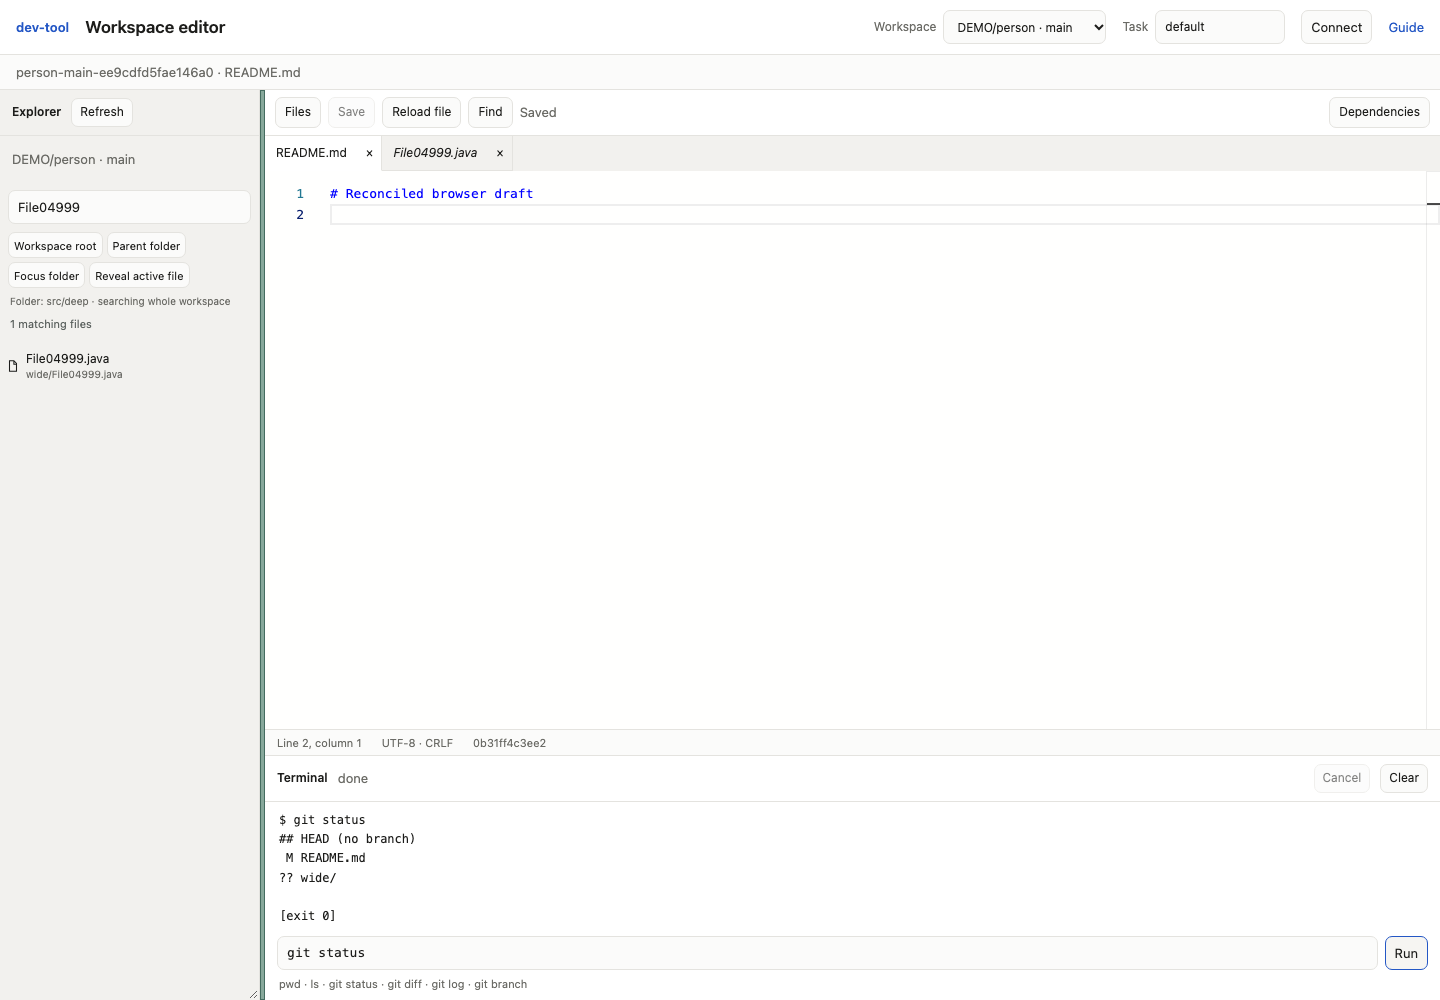 dev-tool Workspace editor Workspace DEMO/person · main Task default Connect Guide
person-main-ee9cdfd5fae146a0 · README.md
Explorer Refresh
Files Save Reload file Find Saved Dependencies
DEMO/person · main
File04999
Workspace root Parent folder
Focus folder Reveal active file
Folder: src/deep · searching whole workspace
1 matching files
File04999.java
wide/File04999.java
README.md × File04999.java ×
1 # Reconciled browser draft
2
Line 2, column 1 UTF-8 · CRLF 0b31ff4c3ee2
Terminal done Cancel Clear
$ git status
## HEAD (no branch)
 M README.md
?? wide/
[exit 0]
git status Run
pwd · ls · git status · git diff · git log · git branch